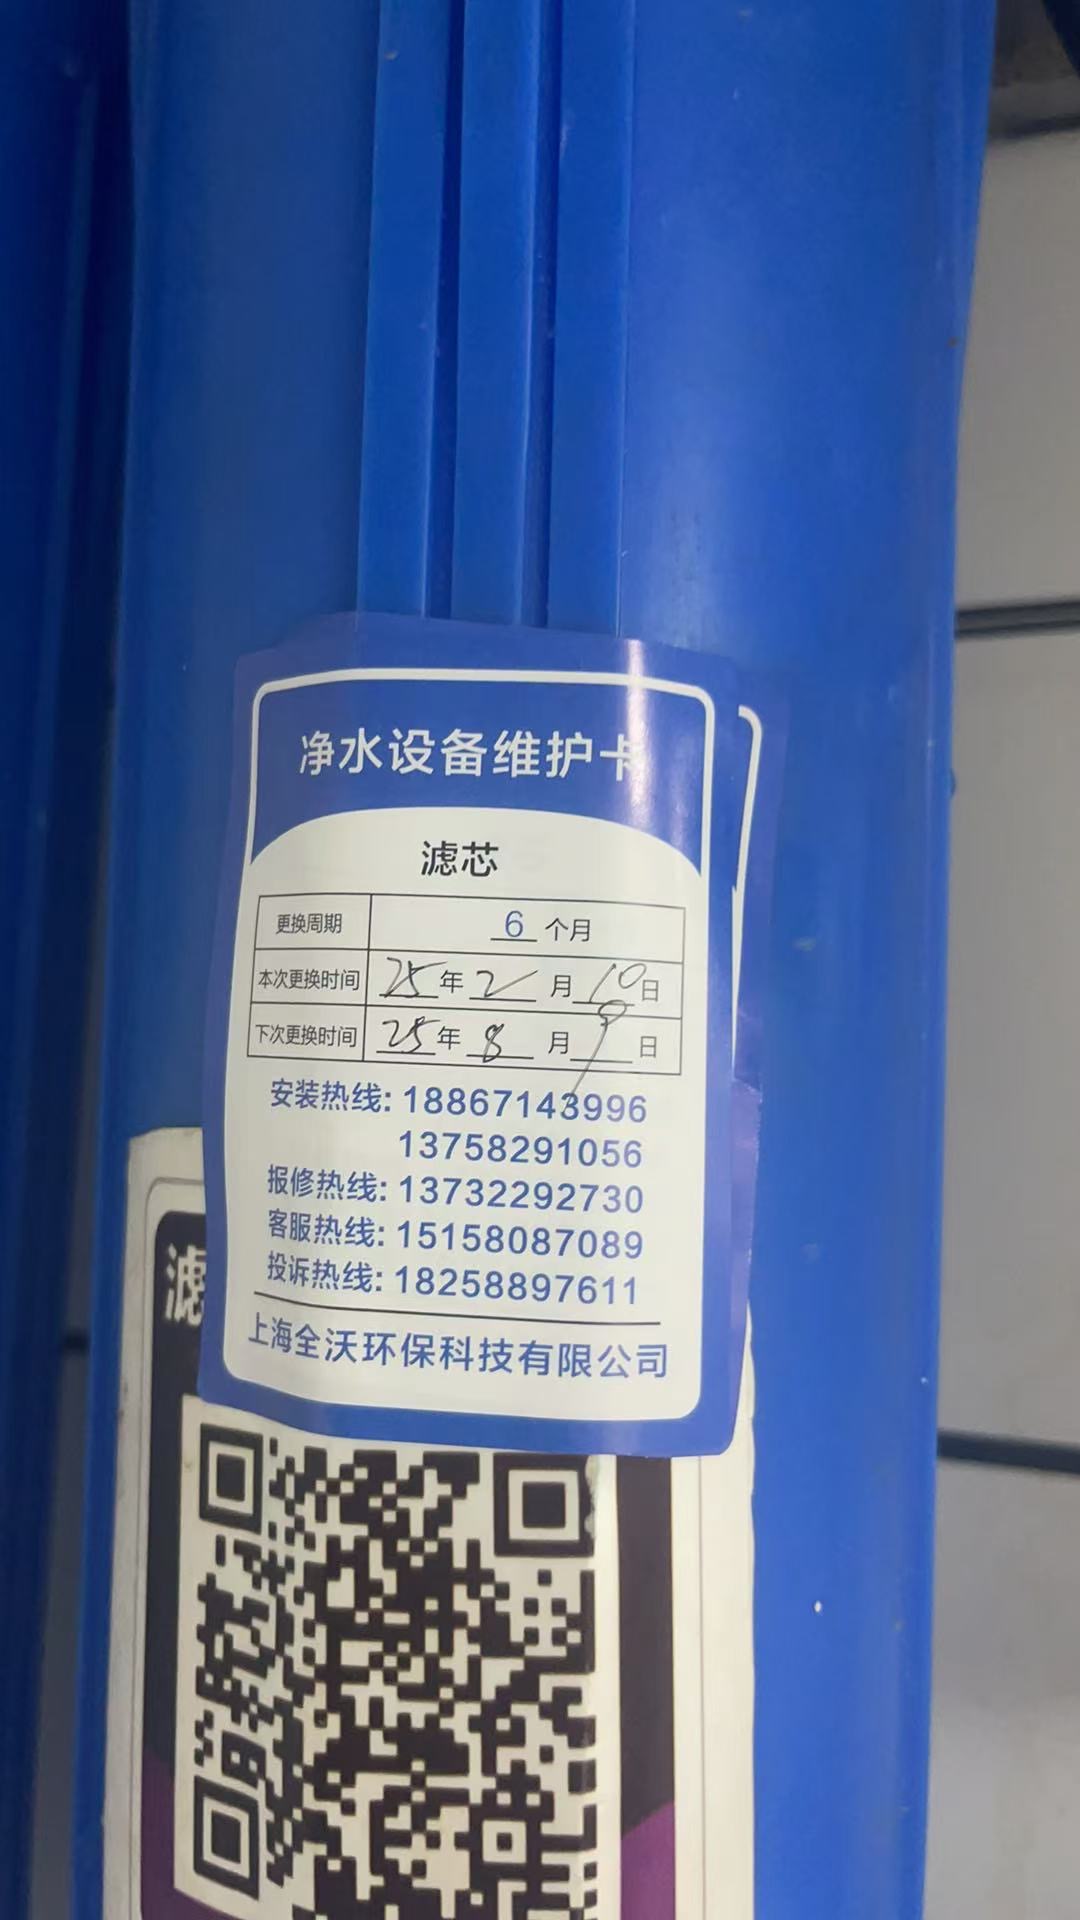 净水设备维护卡
滤芯
更换周期 6 个月
本次更换时间 25 年 2 月 10 日
下次更换时间 25 年 8 月 9 日
安装热线: 18867143996
13758291056
报修热线: 13732292730
客服热线: 15158087089
投诉热线: 18258897611
上海全沃环保科技有限公司
滤